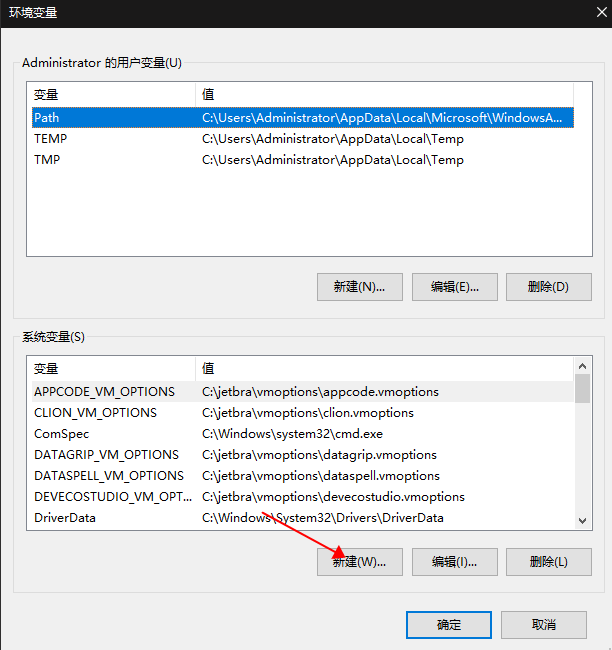 环境变量
Administrator 的用户变量(U)
变量 值
Path C:\Users\Administrator\AppData\Local\Microsoft\WindowsA...
TEMP C:\Users\Administrator\AppData\Local\Temp
TMP C:\Users\Administrator\AppData\Local\Temp
新建(N)... 编辑(E)... 删除(D)
系统变量(S)
变量 值
APPCODE_VM_OPTIONS C:\jetbra\vmoptions\appcode.vmoptions
CLION_VM_OPTIONS C:\jetbra\vmoptions\clion.vmoptions
ComSpec C:\Windows\system32\cmd.exe
DATAGRIP_VM_OPTIONS C:\jetbra\vmoptions\datagrip.vmoptions
DATASPELL_VM_OPTIONS C:\jetbra\vmoptions\dataspell.vmoptions
DEVECOSTUDIO_VM_OPT... C:\jetbra\vmoptions\devecostudio.vmoptions
DriverData C:\Windows\System32\Drivers\DriverData
新建(W)... 编辑(I)... 删除(L)
确定 取消